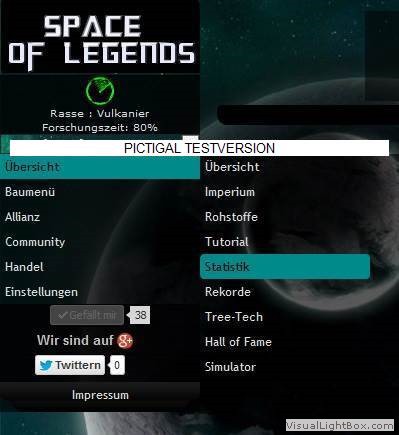 SPACE
OF LEGENDS
Rasse : Vulkanier
Forschungszeit: 80%
PICTIGAL TESTVERSION
Übersicht
Baumenü
Allianz
Community
Handel
Einstellungen
Übersicht
Imperium
Rohstoffe
Tutorial
Statistik
Rekorde
Tree-Tech
Hall of Fame
Simulator
Gefällt mir 38
Wir sind auf g+
Twittern 0
Impressum
VisualLightBox.com